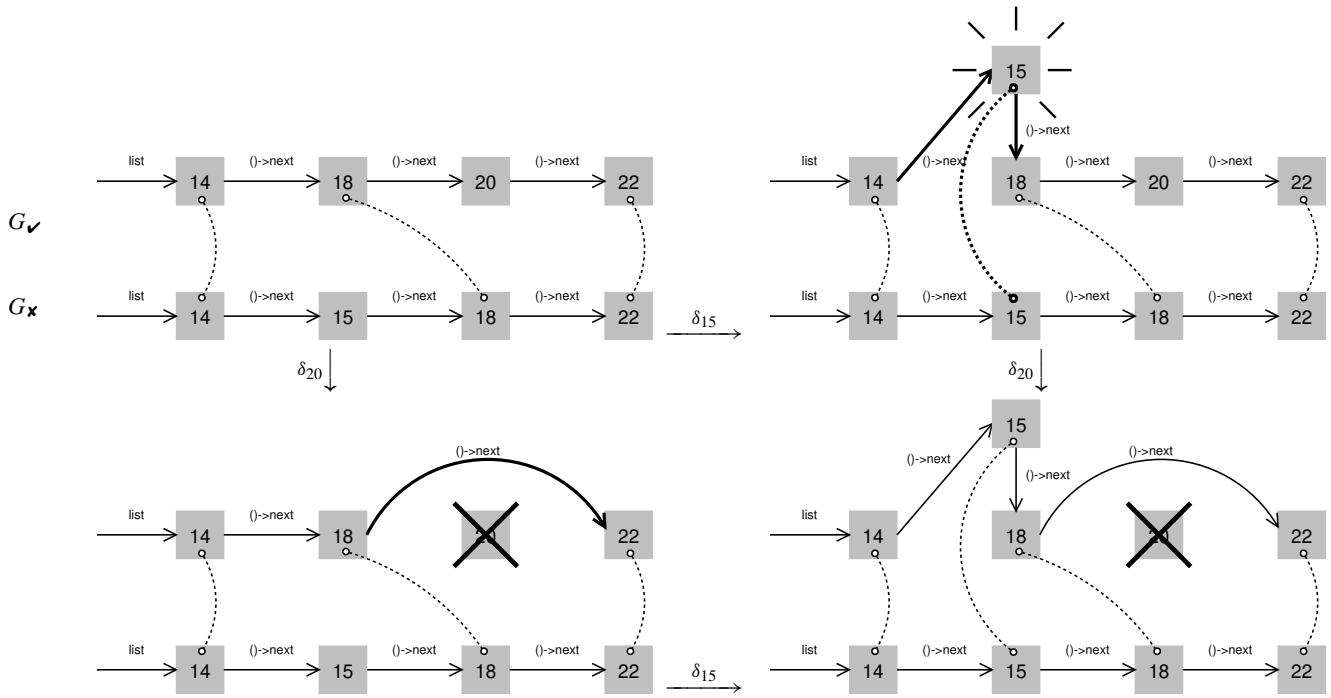 15
()->next
list ()->next ()->next ()->next list ()->next ()->next ()->next
14 18 20 22 14 18 20 22
G✔
list ()->next ()->next ()->next list ()->next ()->next ()->next
G✘
14 15 18 22 14 15 18 22
δ15
δ20 δ20
15
()->next ()->next ()->next
()->next
list ()->next list
14 18 22 14 18 22
list ()->next ()->next ()->next list ()->next ()->next ()->next
14 15 18 22 14 15 18 22
δ15